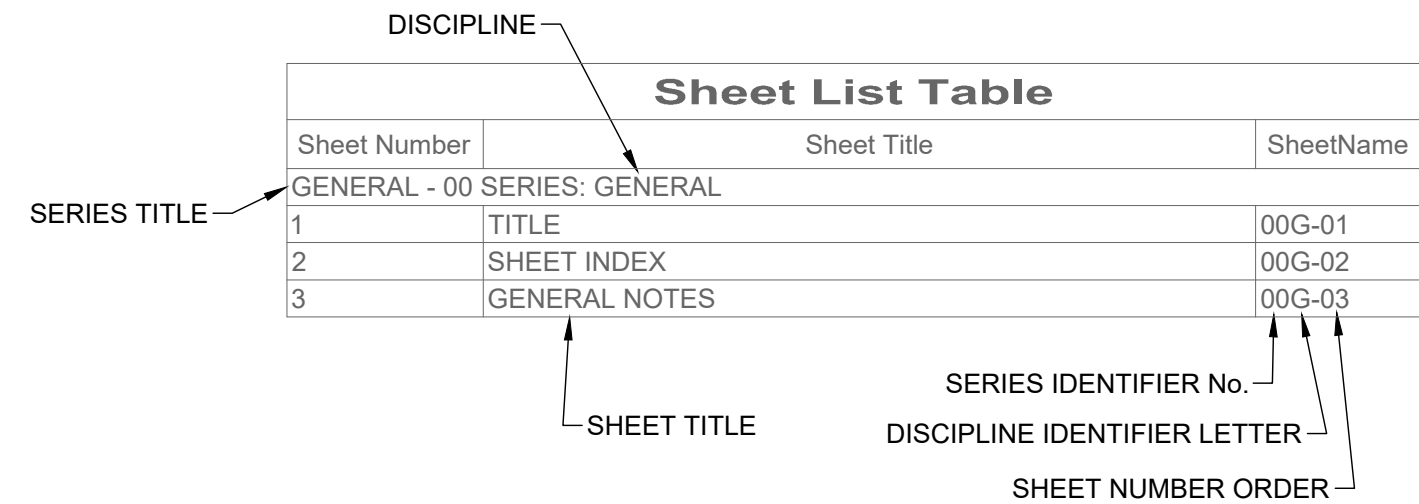 DISCIPLINE
Sheet List Table
Sheet Number Sheet Title SheetName
GENERAL - 00 SERIES: GENERAL
SERIES TITLE
1 TITLE 00G-01
2 SHEET INDEX 00G-02
3 GENERAL NOTES 00G-03
SERIES IDENTIFIER No.
SHEET TITLE
DISCIPLINE IDENTIFIER LETTER
SHEET NUMBER ORDER